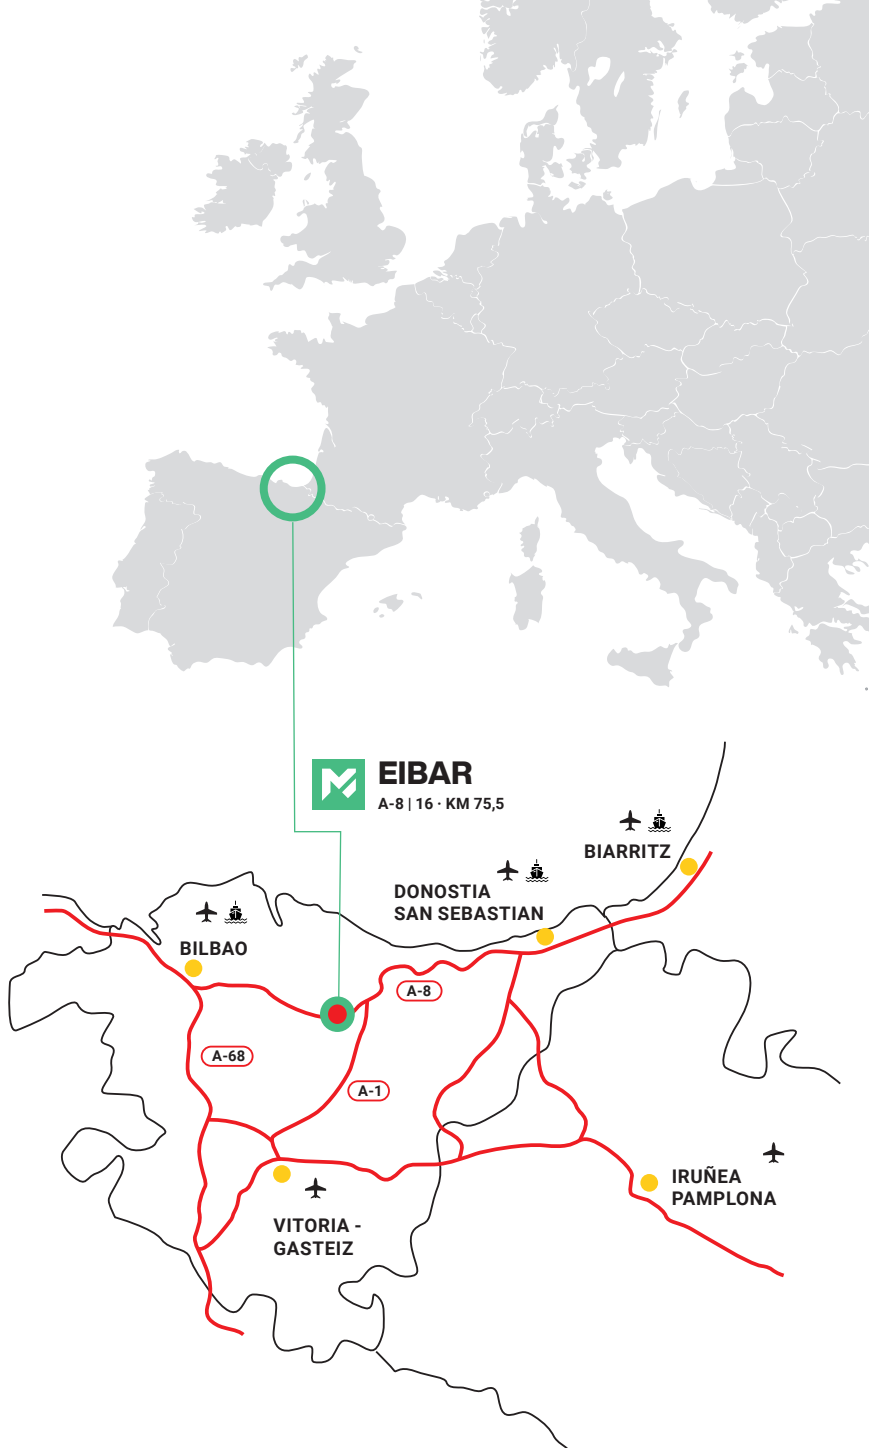 EIBAR
A-8 | 16 · KM 75,5
BIARRITZ
DONOSTIA
SAN SEBASTIAN
BILBAO
A-8
A-68
A-1
IRUÑEA
PAMPLONA
VITORIA -
GASTEIZ